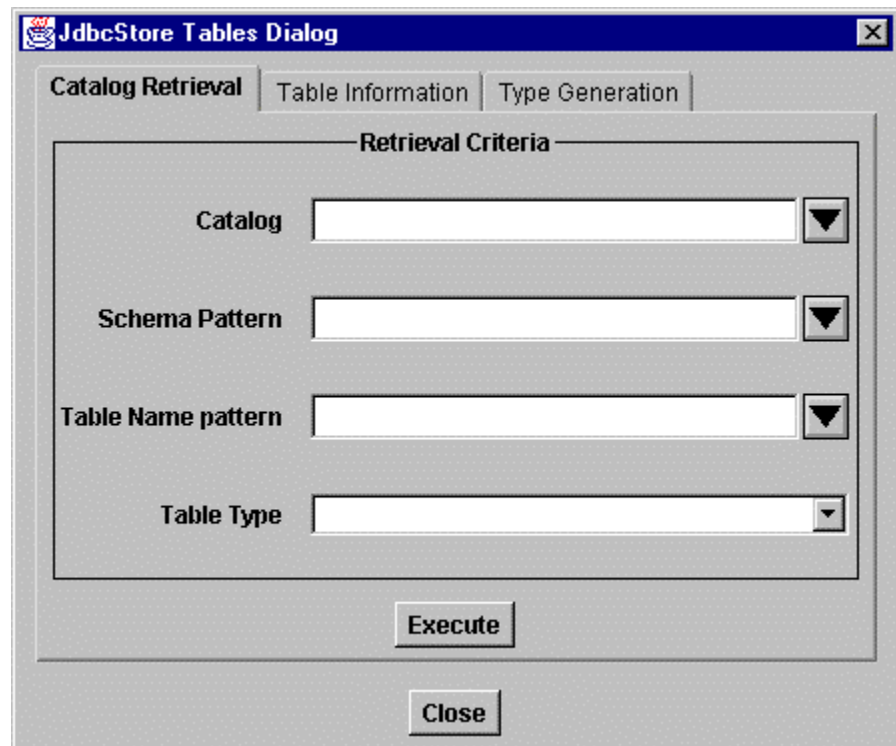 JdbcStore Tables Dialog
Catalog Retrieval Table Information Type Generation
Retrieval Criteria
Catalog
Schema Pattern
Table Name pattern
Table Type
Execute
Close